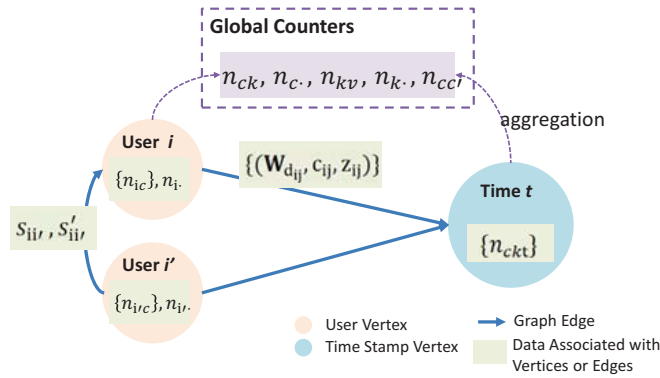 Global Counters
n_{ck}, n_{c·}, n_{kv}, n_{k·}, n_{cc'}
aggregation
User i
{n_{ic}}, n_{i·}
{(W_{d_{ij}}, c_{ij}, z_{ij})}
Time t
{n_{ckt}}
s_{ii'}, s'_{ii'}
User i'
{n_{i'c}}, n_{i'·}
User Vertex
Time Stamp Vertex
Graph Edge
Data Associated with
Vertices or Edges